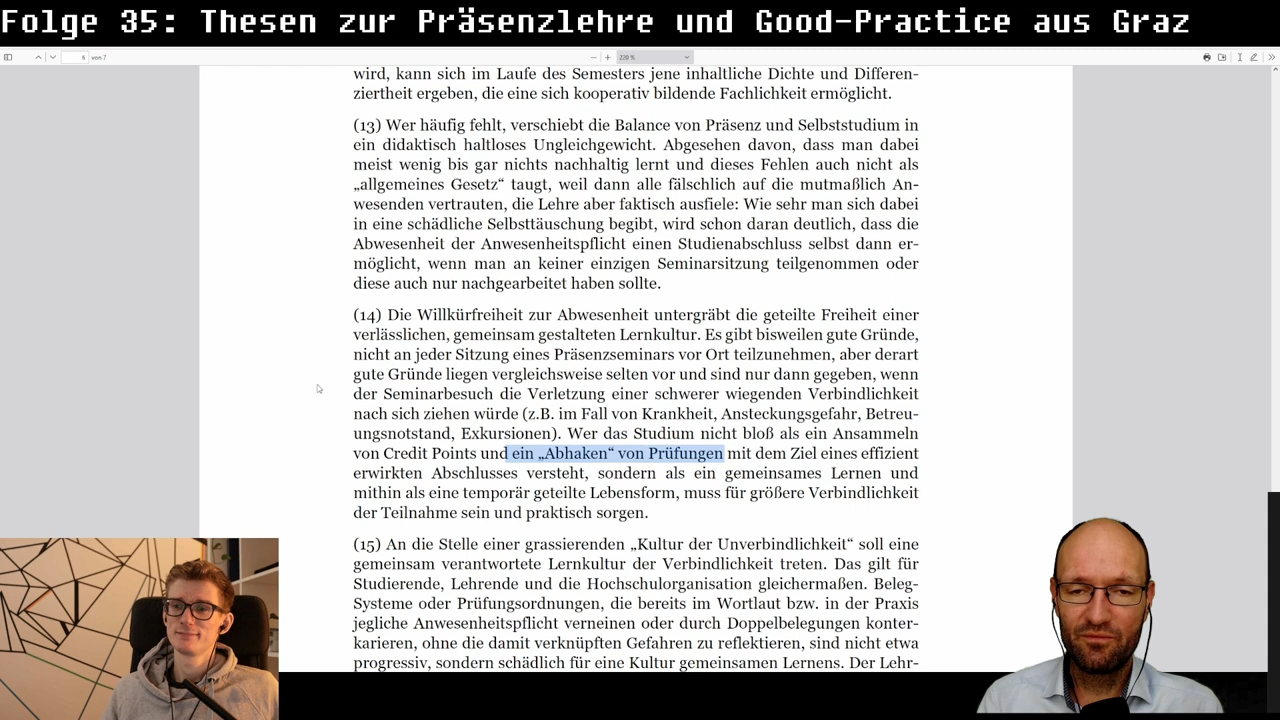 Folge 35: Thesen zur Präsenzlehre und Good-Practice aus Graz
6 von 7
220 %
wird, kann sich im Laufe des Semesters jene inhaltliche Dichte und Differen-
ziertheit ergeben, die eine sich kooperativ bildende Fachlichkeit ermöglicht.
(13) Wer häufig fehlt, verschiebt die Balance von Präsenz und Selbststudium in
ein didaktisch haltloses Ungleichgewicht. Abgesehen davon, dass man dabei
meist wenig bis gar nichts nachhaltig lernt und dieses Fehlen auch nicht als
„allgemeines Gesetz“ taugt, weil dann alle fälschlich auf die mutmaßlich An-
wesenden vertrauten, die Lehre aber faktisch ausfiele: Wie sehr man sich dabei
in eine schädliche Selbsttäuschung begibt, wird schon daran deutlich, dass die
Abwesenheit der Anwesenheitspflicht einen Studienabschluss selbst dann er-
möglicht, wenn man an keiner einzigen Seminarsitzung teilgenommen oder
diese auch nur nachgearbeitet haben sollte.
(14) Die Willkürfreiheit zur Abwesenheit untergräbt die geteilte Freiheit einer
verlässlichen, gemeinsam gestalteten Lernkultur. Es gibt bisweilen gute Gründe,
nicht an jeder Sitzung eines Präsenzseminars vor Ort teilzunehmen, aber derart
gute Gründe liegen vergleichsweise selten vor und sind nur dann gegeben, wenn
der Seminarbesuch die Verletzung einer schwerer wiegenden Verbindlichkeit
nach sich ziehen würde (z.B. im Fall von Krankheit, Ansteckungsgefahr, Betreu-
ungsnotstand, Exkursionen). Wer das Studium nicht bloß als ein Ansammeln
von Credit Points und ein „Abhaken“ von Prüfungen mit dem Ziel eines effizient
erwirkten Abschlusses versteht, sondern als ein gemeinsames Lernen und
mithin als eine temporär geteilte Lebensform, muss für größere Verbindlichkeit
der Teilnahme sein und praktisch sorgen.
(15) An die Stelle einer grassierenden „Kultur der Unverbindlichkeit“ soll eine
gemeinsam verantwortete Lernkultur der Verbindlichkeit treten. Das gilt für
Studierende, Lehrende und die Hochschulorganisation gleichermaßen. Beleg-
Systeme oder Prüfungsordnungen, die bereits im Wortlaut bzw. in der Praxis
jegliche Anwesenheitspflicht verneinen oder durch Doppelbelegungen konter-
karieren, ohne die damit verknüpften Gefahren zu reflektieren, sind nicht etwa
progressiv, sondern schädlich für eine Kultur gemeinsamen Lernens. Der Lehr-